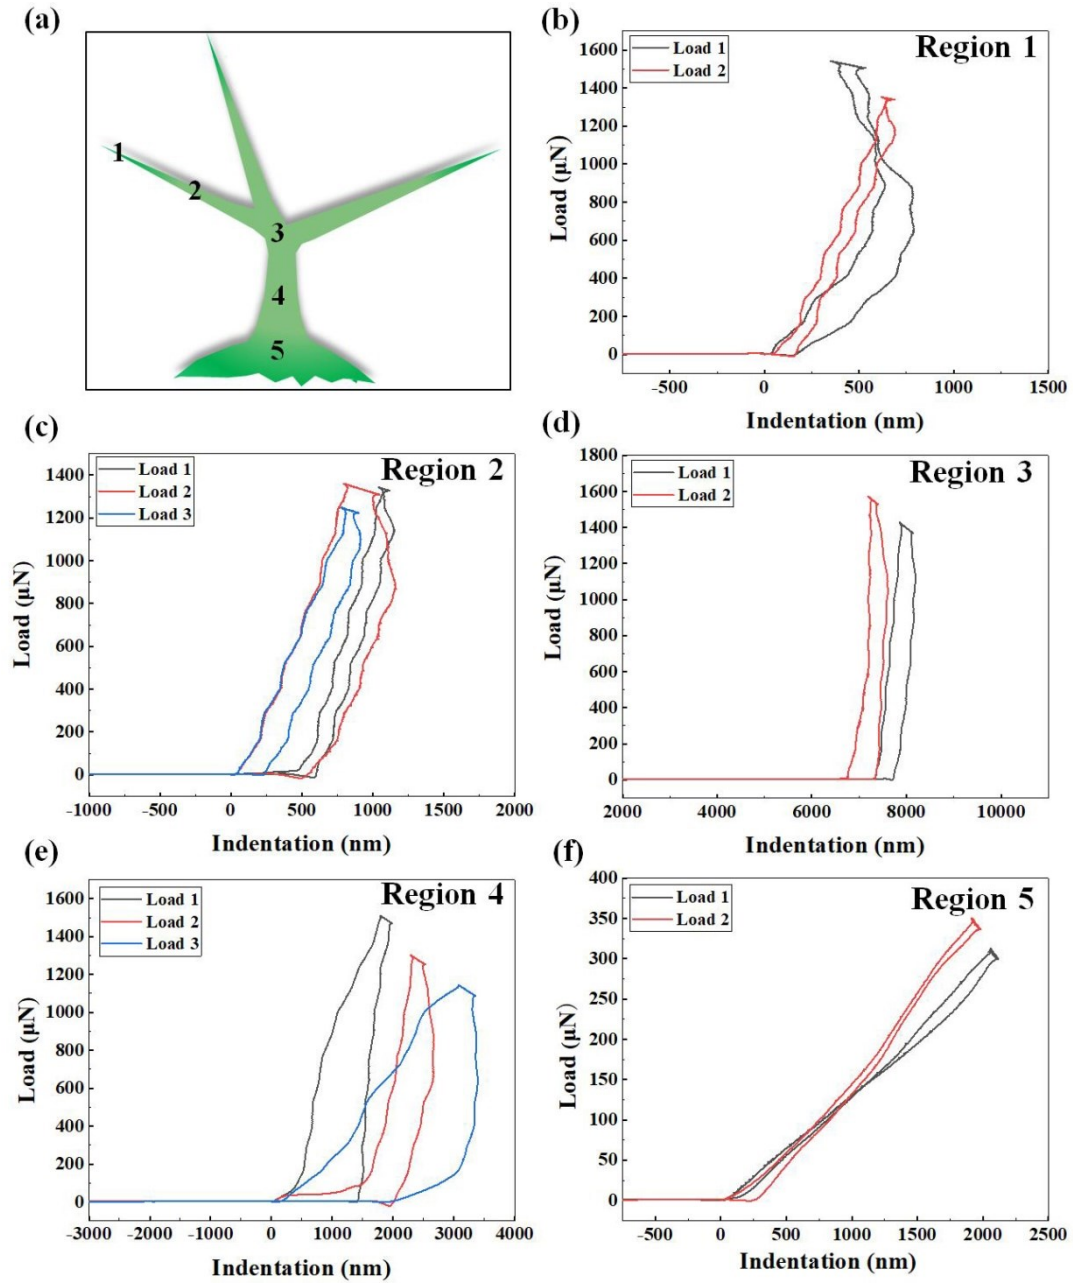 (a)
1
2
3
4
5
(b)
Region 1
Load 1
Load 2
1600
1400
1200
1000
800
600
400
200
0
-500
0
500
1000
1500
Load (µN)
Indentation (nm)
(c)
Region 2
Load 1
Load 2
Load 3
1400
1200
1000
800
600
400
200
0
-1000
-500
0
500
1000
1500
2000
Load (µN)
Indentation (nm)
(d)
Region 3
Load 1
Load 2
1800
1600
1400
1200
1000
800
600
400
200
0
2000
4000
6000
8000
10000
Load (µN)
Indentation (nm)
(e)
Region 4
Load 1
Load 2
Load 3
1600
1400
1200
1000
800
600
400
200
0
-3000
-2000
-1000
0
1000
2000
3000
4000
Load (µN)
Indentation (nm)
(f)
Region 5
Load 1
Load 2
400
350
300
250
200
150
100
50
0
-500
0
500
1000
1500
2000
2500
Load (µN)
Indentation (nm)